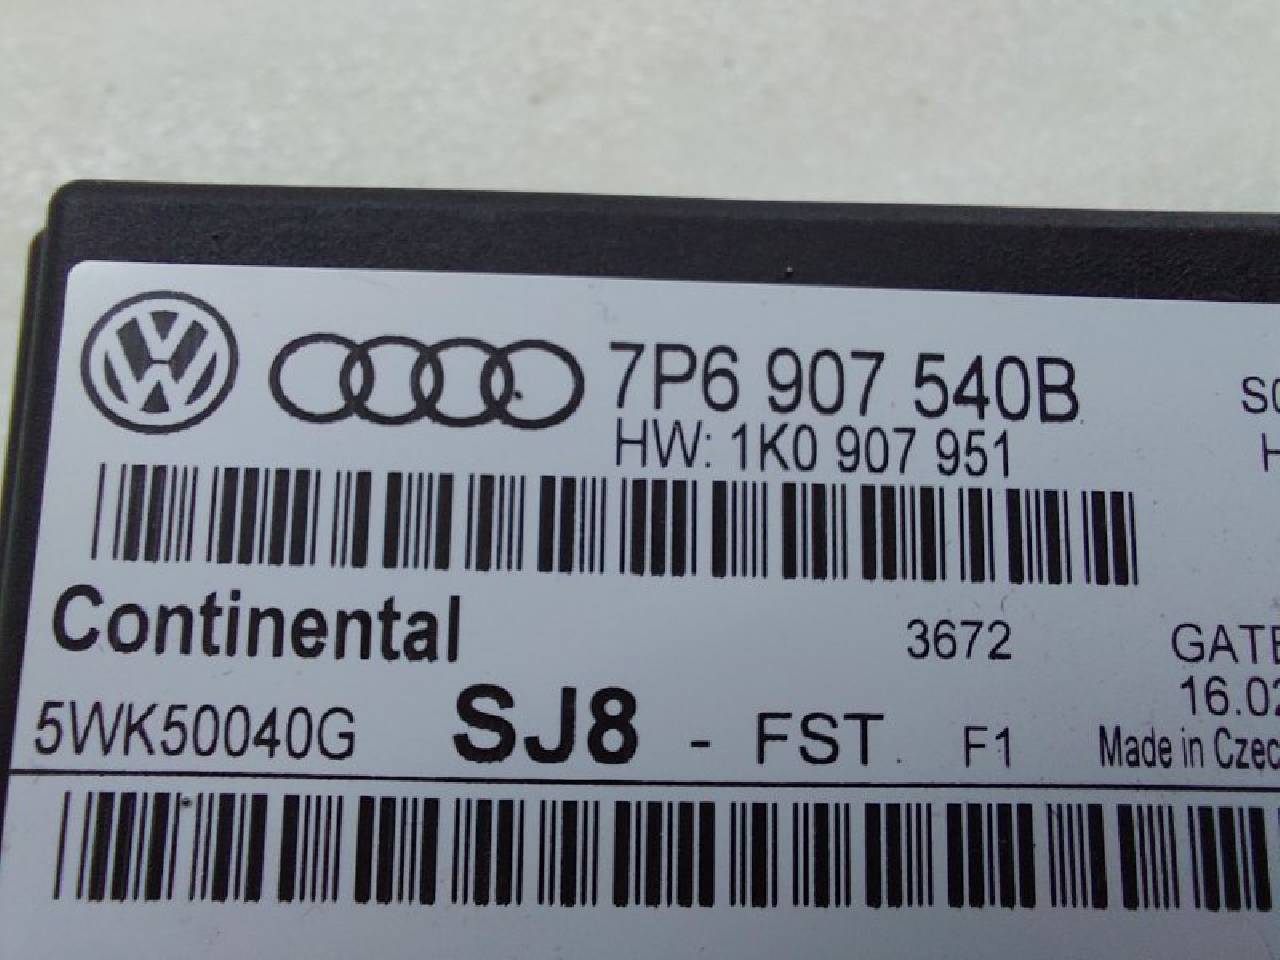 7P6 907 540B
HW: 1K0 907 951
Continental 3672
5WK50040G SJ8 - FST F1 Made in